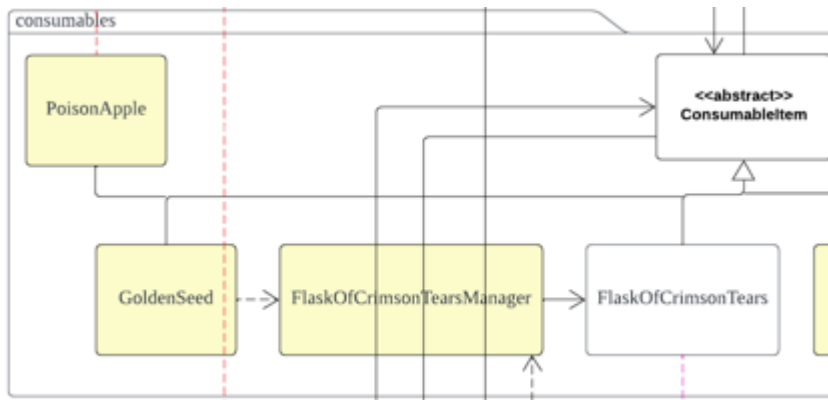 consumables
PoisonApple
<<abstract>>
ConsumableItem
GoldenSeed
FlaskOfCrimsonTearsManager
FlaskOfCrimsonTears